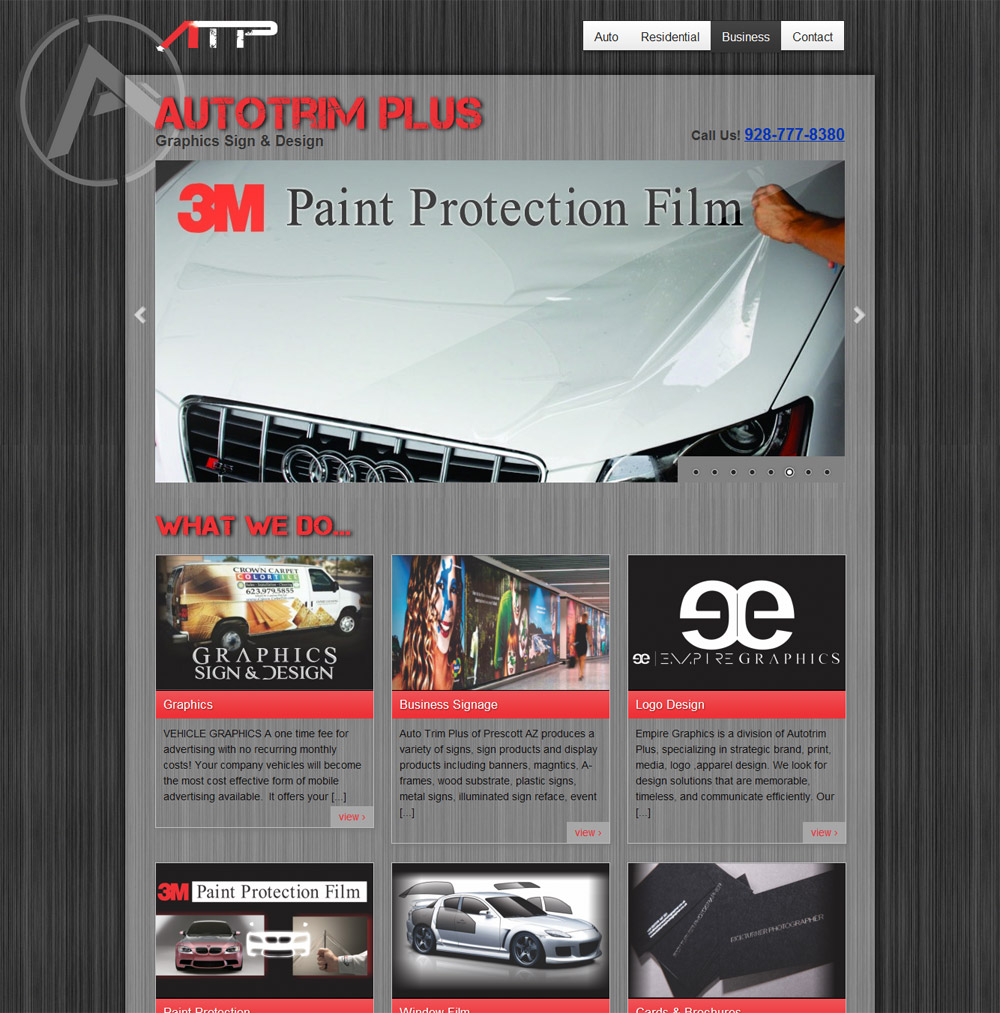 ATP
Auto Residential Business Contact
AUTOTRIM PLUS
Graphics Sign & Design
Call Us! 928-777-8380
3M Paint Protection Film
WHAT WE DO...
CROWN CARPET
COLORTILE
623.979.5855
GRAPHICS
SIGN & DESIGN
Graphics
VEHICLE GRAPHICS A one time fee for
advertising with no recurring monthly
costs! Your company vehicles will become
the most cost effective form of mobile
advertising available. It offers your [...]
view ›
Business Signage
Auto Trim Plus of Prescott AZ produces a
variety of signs, sign products and display
products including banners, magntics, A-
frames, wood substrate, plastic signs,
metal signs, illuminated sign reface, event
[...]
view ›
ee
ee | EMPIRE GRAPHICS
Logo Design
Empire Graphics is a division of Autotrim
Plus, specializing in strategic brand, print,
media, logo ,apparel design. We look for
design solutions that are memorable,
timeless, and communicate efficiently. Our
[...]
view ›
3M Paint Protection Film
Paint Protection
Window Film
PHOTOGRAPHER
Cards & Brochures